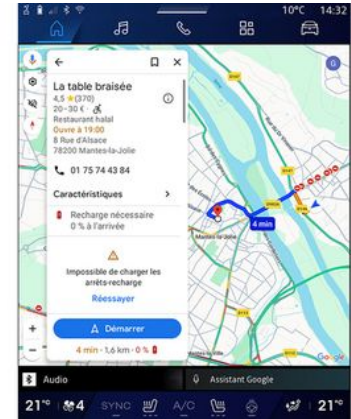 10°C 14:32
La table braisée
4,5 ★ (370)
20–30 € ·
Restaurant halal
Ouvre à 19:00
8 Rue d'Alsace
78200 Mantes-la-Jolie
01 75 74 43 84
Caractéristiques
Recharge nécessaire
0 % à l'arrivée
Impossible de charger les
arrêts-recharge
Réessayer
Démarrer
4 min · 1,6 km · 0 %
G
4 min
Mantes-la-Jolie
Google
Audio
Assistant Google
21° 4 SYNC A/C 21°